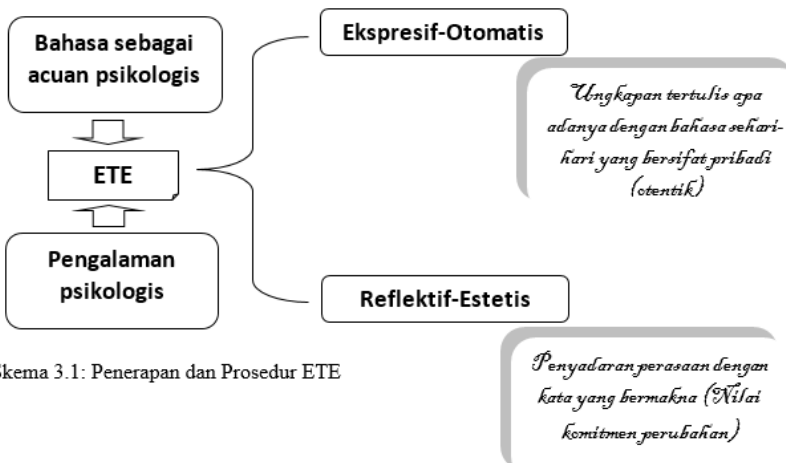 Bahasa sebagai
acuan psikologis
ETE
Pengalaman
psikologis
Ekspresif-Otomatis
Ungkapan tertulis apa
adanya dengan bahasa sehari-
hari yang bersifat pribadi
(otentik)
Reflektif-Estetis
Penyadaran perasaan dengan
kata yang bermakna (Nilai
komitmen perubahan)
Skema 3.1: Penerapan dan Prosedur ETE